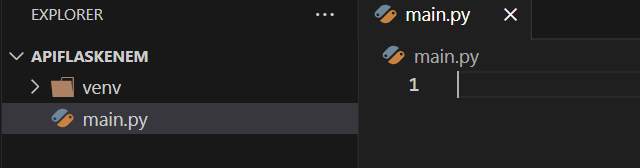 EXPLORER
APIFLASKENEM
venv
main.py
main.py
main.py
1